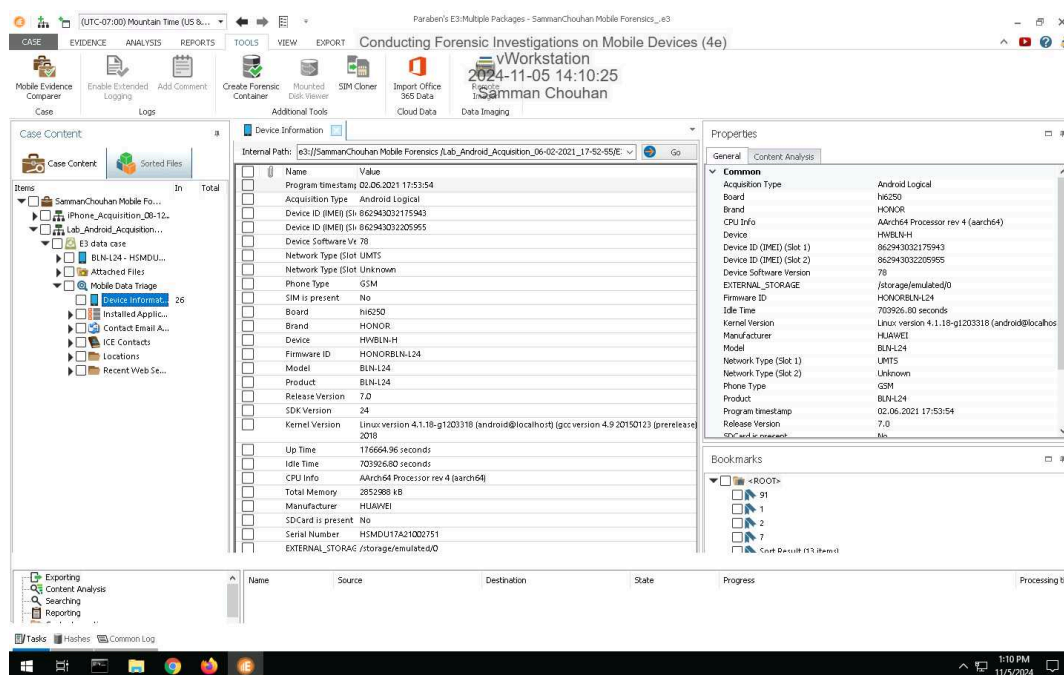 (UTC-07:00) Mountain Time (US &...
Paraben's E3:Multiple Packages - SammanChouhan Mobile Forensics_.e3
CASE EVIDENCE ANALYSIS REPORTS TOOLS VIEW EXPORT
Conducting Forensic Investigations on Mobile Devices (4e)
vWorkstation
2024-11-05 14:10:25
Samman Chouhan
Mobile Evidence Comparer
Enable Extended Logging
Add Comment
Create Forensic Container
Mounted Disk Viewer
SIM Cloner
Import Office 365 Data
Case Logs Additional Tools Cloud Data Data Imaging
Case Content
Case Content Sorted Files
Items In Total
SammanChouhan Mobile Fo...
iPhone_Acquisition_08-12..
Lab_Android_Acquisition...
E3 data case
BLN-L24 - HSMDU...
Attached Files
Mobile Data Triage
Device Informat... 26
Installed Applic...
Contact Email A...
ICE Contacts
Locations
Recent Web Se...
Device Information
Internal Path: e3://SammanChouhan Mobile Forensics /Lab_Android_Acquisition_06-02-2021_17-52-55/E: Go
Name Value
Program timestamp 02.06.2021 17:53:54
Acquisition Type Android Logical
Device ID (IMEI) (Sl 862943032175943
Device ID (IMEI) (Sl 862943032205955
Device Software Ve 78
Network Type (Slot UMTS
Network Type (Slot Unknown
Phone Type GSM
SIM is present No
Board hi6250
Brand HONOR
Device HWBLN-H
Firmware ID HONORBLN-L24
Model BLN-L24
Product BLN-L24
Release Version 7.0
SDK Version 24
Kernel Version Linux version 4.1.18-g1203318 (android@localhost) (gcc version 4.9 20150123 (prerelease)
2018
Up Time 176664.96 seconds
Idle Time 703926.80 seconds
CPU Info AArch64 Processor rev 4 (aarch64)
Total Memory 2852988 kB
Manufacturer HUAWEI
SDCard is present No
Serial Number HSMDU17A21002751
EXTERNAL_STORAG /storage/emulated/0
Properties
General Content Analysis
Common
Acquisition Type Android Logical
Board hi6250
Brand HONOR
CPU Info AArch64 Processor rev 4 (aarch64)
Device HWBLN-H
Device ID (IMEI) (Slot 1) 862943032175943
Device ID (IMEI) (Slot 2) 862943032205955
Device Software Version 78
EXTERNAL_STORAGE /storage/emulated/0
Firmware ID HONORBLN-L24
Idle Time 703926.80 seconds
Kernel Version Linux version 4.1.18-g1203318 (android@localhos
Manufacturer HUAWEI
Model BLN-L24
Network Type (Slot 1) UMTS
Network Type (Slot 2) Unknown
Phone Type GSM
Product BLN-L24
Program timestamp 02.06.2021 17:53:54
Release Version 7.0
SDCard is present No
Bookmarks
<ROOT>
91
1
2
7
Sort Result (13 items)
Exporting
Content Analysis
Searching
Reporting
Name Source Destination State Progress Processing t
Tasks Hashes Common Log
1:10 PM
11/5/2024